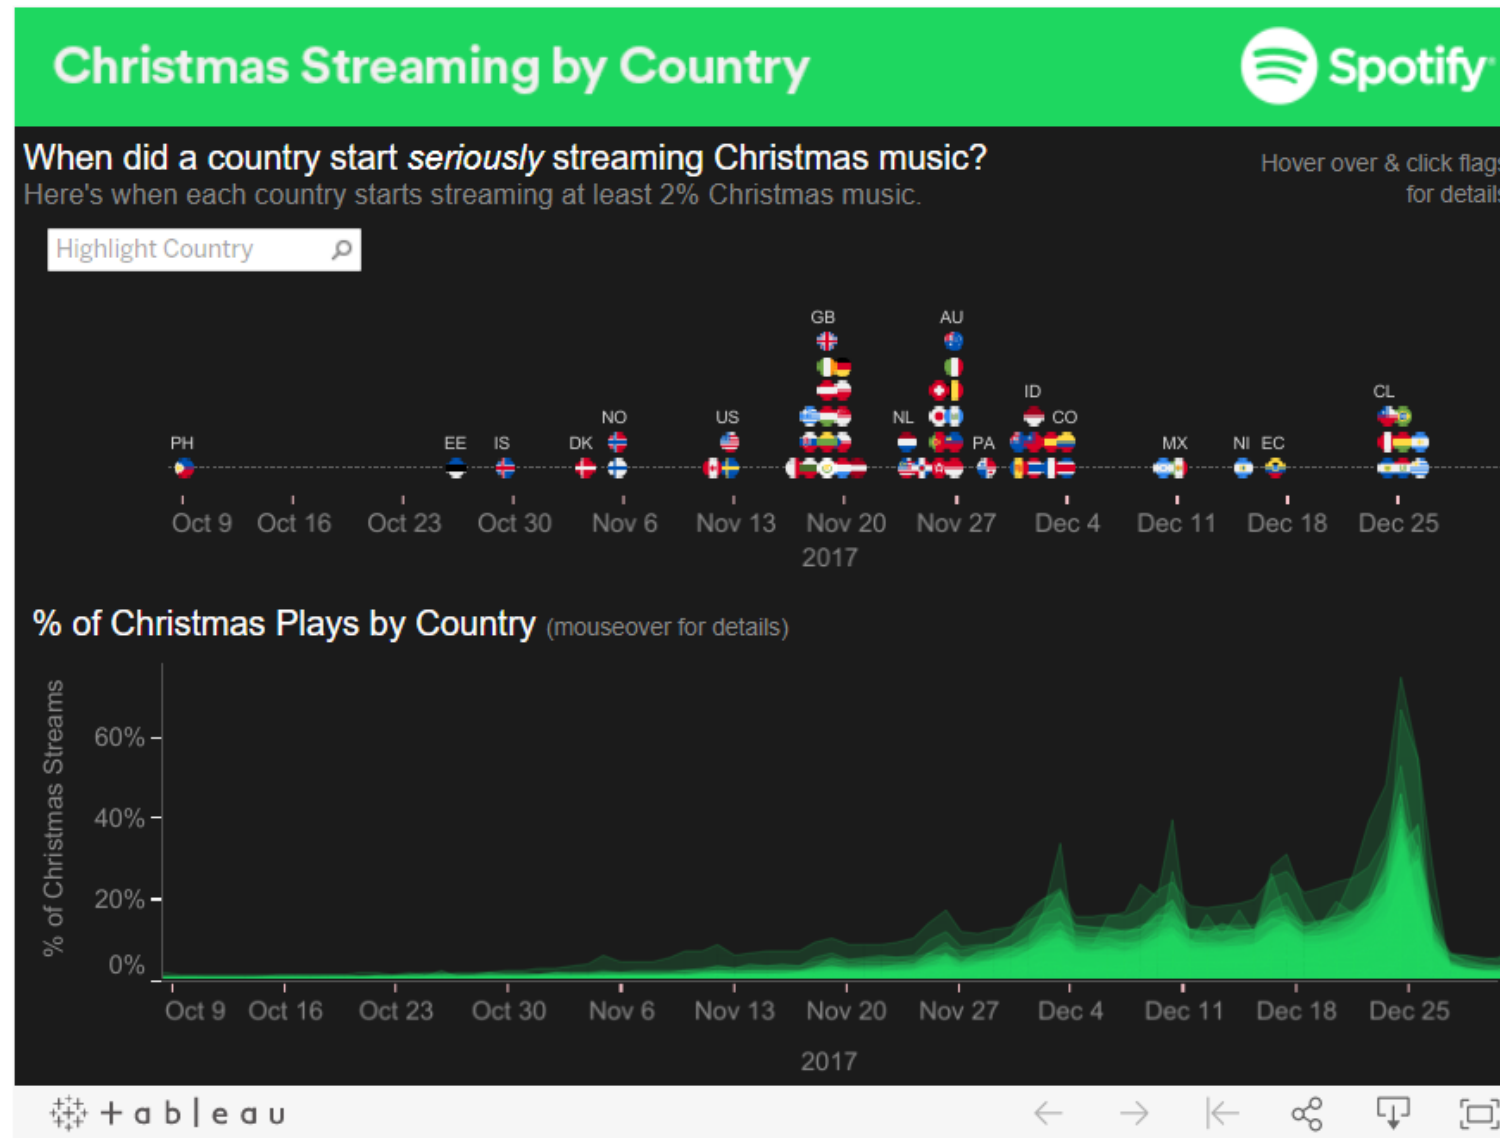 Christmas Streaming by Country
Spotify
When did a country start seriously streaming Christmas music?
Here's when each country starts streaming at least 2% Christmas music.
Hover over & click flags
for details
Highlight Country
GB AU
ID CL
NO US NL CO
PH EE IS DK PA MX NI EC
Oct 9 Oct 16 Oct 23 Oct 30 Nov 6 Nov 13 Nov 20 Nov 27 Dec 4 Dec 11 Dec 18 Dec 25
2017
% of Christmas Plays by Country (mouseover for details)
% of Christmas Streams
60%
40%
20%
0%
Oct 9 Oct 16 Oct 23 Oct 30 Nov 6 Nov 13 Nov 20 Nov 27 Dec 4 Dec 11 Dec 18 Dec 25
2017
+ableau